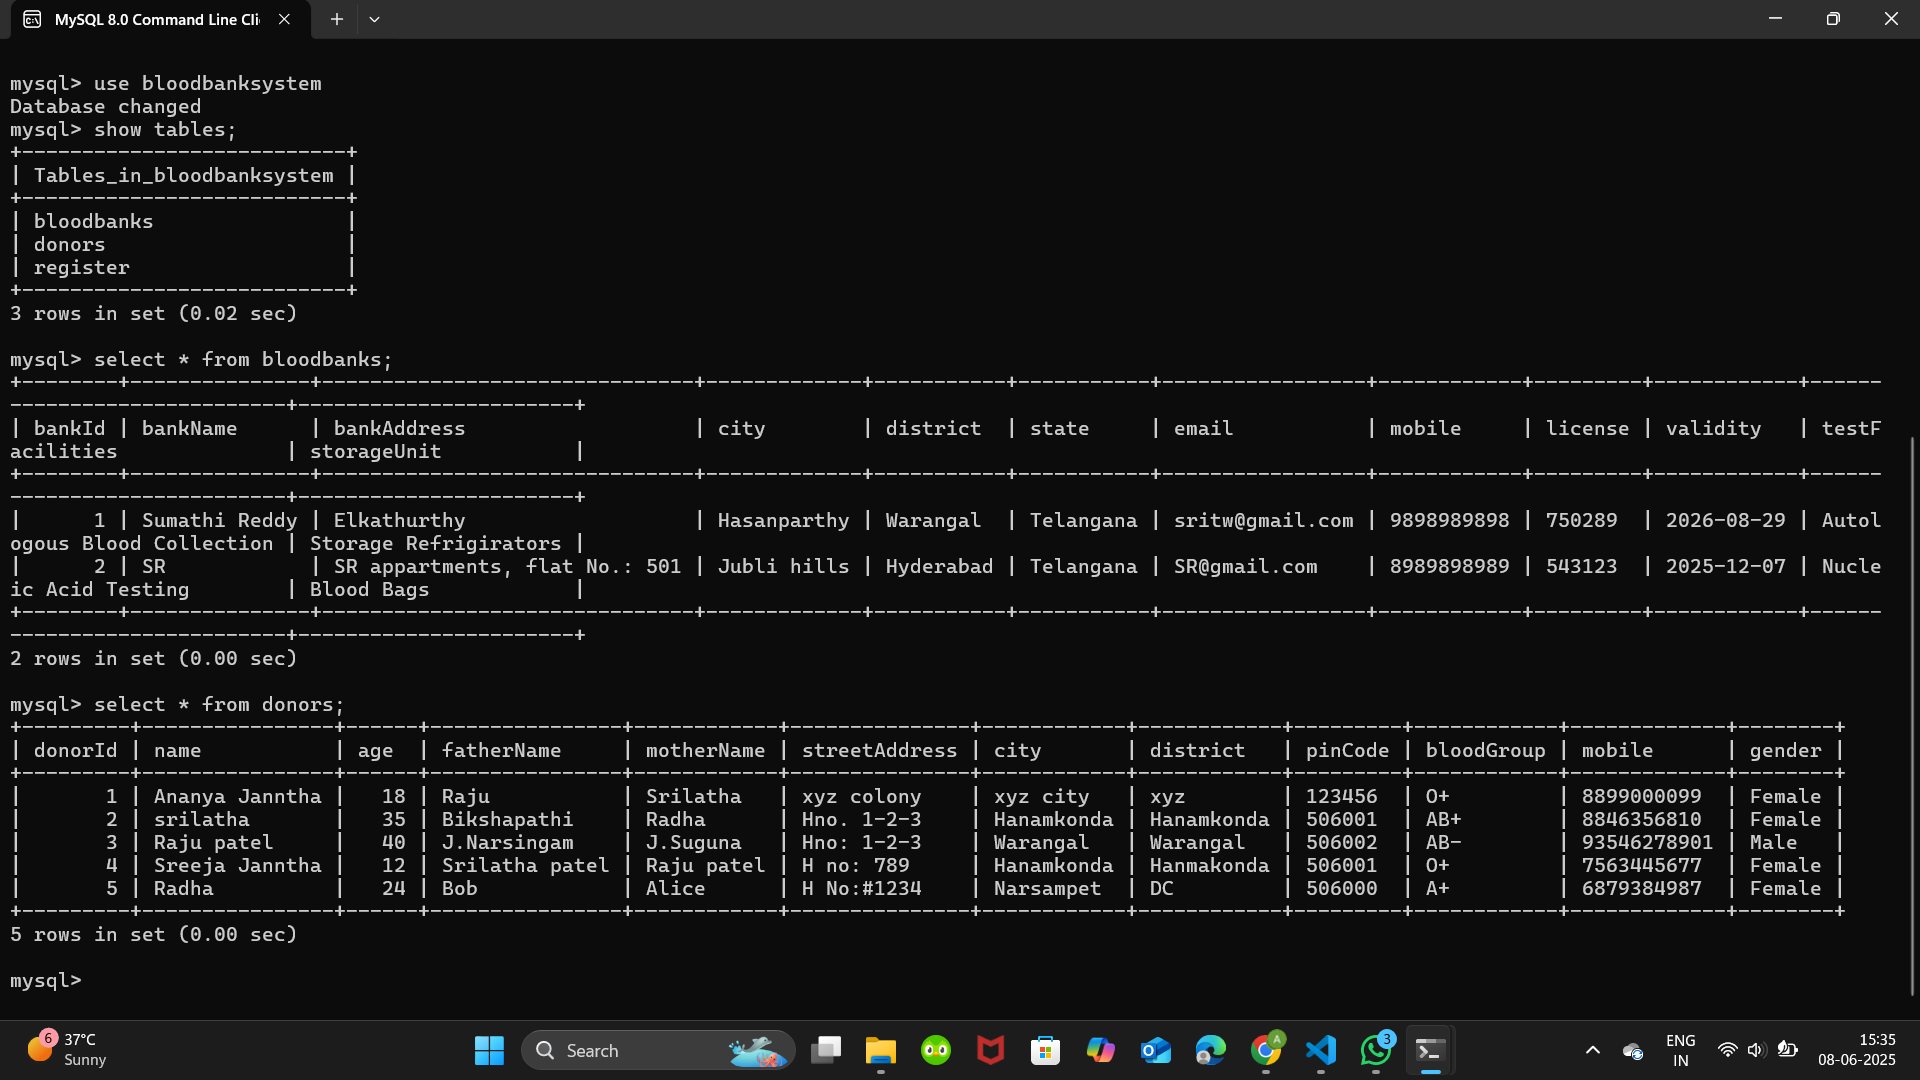 MySQL 8.0 Command Line Cli
mysql> use bloodbanksystem
Database changed
mysql> show tables;
+---------------------------+
| Tables_in_bloodbanksystem |
+---------------------------+
| bloodbanks                |
| donors                    |
| register                  |
+---------------------------+
3 rows in set (0.02 sec)
mysql> select * from bloodbanks;
+--------+---------------+-------------------------------+-------------+-----------+-----------+-----------------+------------+---------+------------+------
-----------------------+-----------------------+
| bankId | bankName      | bankAddress                   | city        | district  | state     | email           | mobile     | license | validity   | testF
acilities              | storageUnit           |
+--------+---------------+-------------------------------+-------------+-----------+-----------+-----------------+------------+---------+------------+------
-----------------------+-----------------------+
|      1 | Sumathi Reddy | Elkathurthy                   | Hasanparthy | Warangal  | Telangana | sritw@gmail.com | 9898989898 | 750289  | 2026-08-29 | Autol
ogous Blood Collection | Storage Refrigirators |
|      2 | SR            | SR appartments, flat No.: 501 | Jubli hills | Hyderabad | Telangana | SR@gmail.com    | 8989898989 | 543123  | 2025-12-07 | Nucle
ic Acid Testing        | Blood Bags            |
+--------+---------------+-------------------------------+-------------+-----------+-----------+-----------------+------------+---------+------------+------
-----------------------+-----------------------+
2 rows in set (0.00 sec)
mysql> select * from donors;
+---------+----------------+------+----------------+------------+---------------+------------+------------+---------+------------+-------------+--------+
| donorId | name           | age  | fatherName     | motherName | streetAddress | city       | district   | pinCode | bloodGroup | mobile      | gender |
+---------+----------------+------+----------------+------------+---------------+------------+------------+---------+------------+-------------+--------+
|       1 | Ananya Janntha |   18 | Raju           | Srilatha   | xyz colony    | xyz city   | xyz        | 123456  | O+         | 8899000099  | Female |
|       2 | srilatha       |   35 | Bikshapathi    | Radha      | Hno. 1-2-3    | Hanamkonda | Hanamkonda | 506001  | AB+        | 8846356810  | Female |
|       3 | Raju patel     |   40 | J.Narsingam    | J.Suguna   | Hno: 1-2-3    | Warangal   | Warangal   | 506002  | AB-        | 93546278901 | Male   |
|       4 | Sreeja Janntha |   12 | Srilatha patel | Raju patel | H no: 789     | Hanamkonda | Hanmakonda | 506001  | O+         | 7563445677  | Female |
|       5 | Radha          |   24 | Bob            | Alice      | H No:#1234    | Narsampet  | DC         | 506000  | A+         | 6879384987  | Female |
+---------+----------------+------+----------------+------------+---------------+------------+------------+---------+------------+-------------+--------+
5 rows in set (0.00 sec)
mysql>
6
37°C
Sunny
Search
A
3
ENG
IN
15:35
08-06-2025